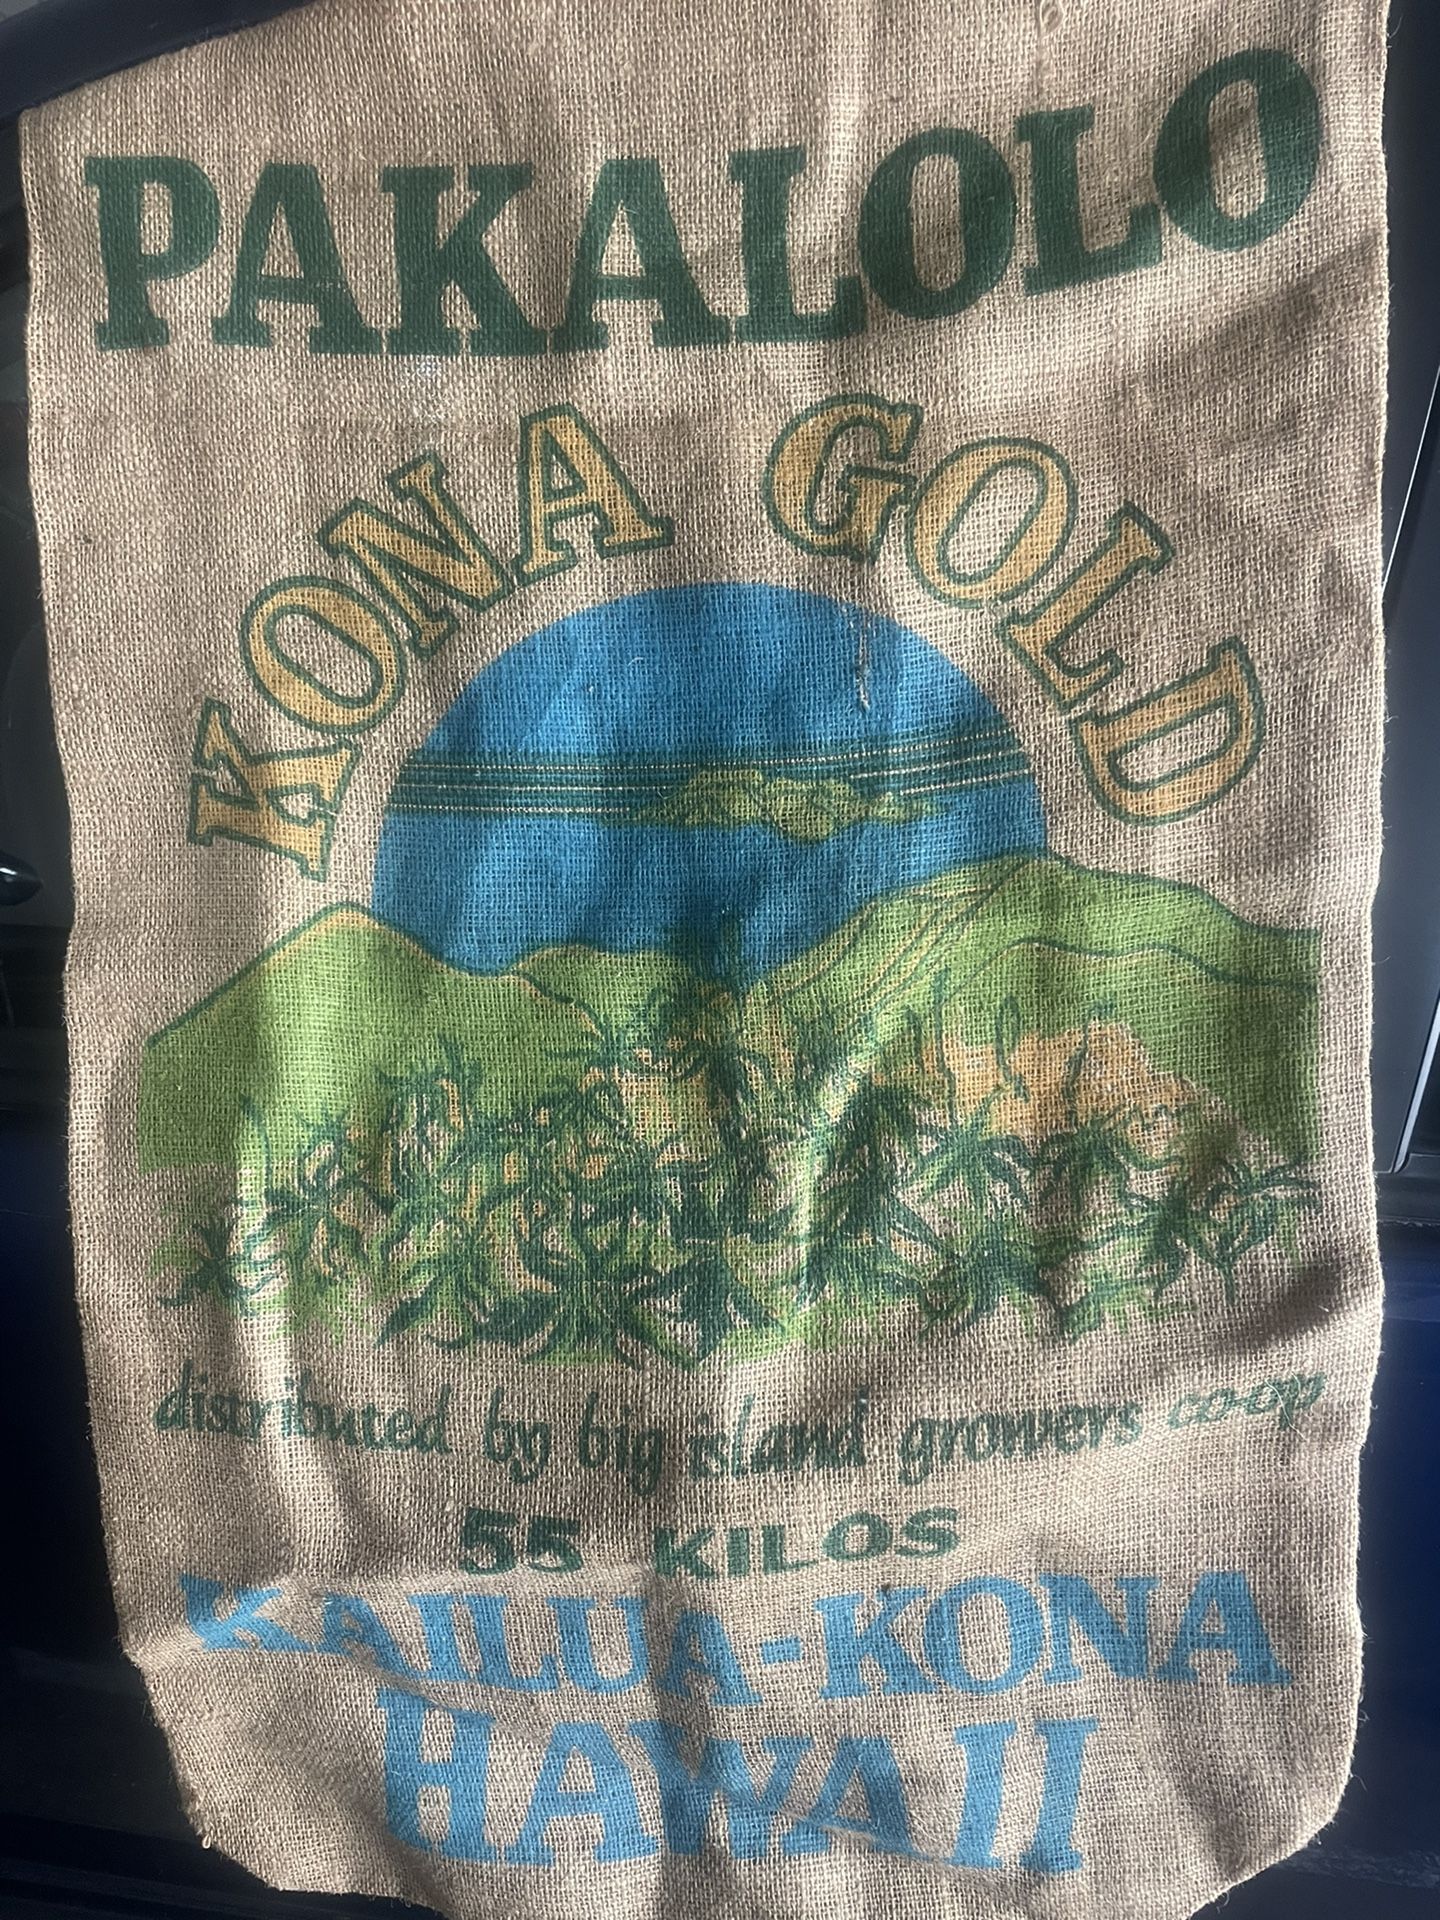 PAKALOLO
KONA GOLD
distributed by big island growers co-op
55 KILOS
KAILUA-KONA
HAWAII